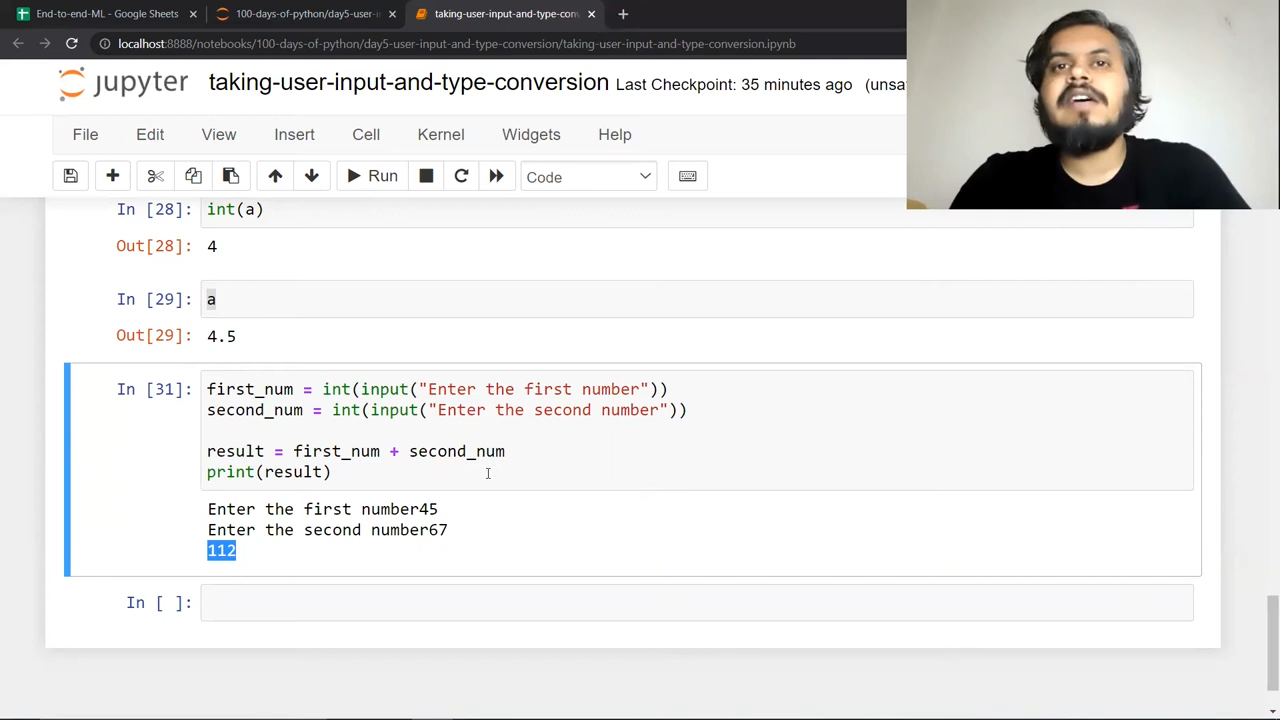 End-to-end-ML - Google Sheets
100-days-of-python/day5-user-in
taking-user-input-and-type-con
localhost:8888/notebooks/100-days-of-python/day5-user-input-and-type-conversion/taking-user-input-and-type-conversion.ipynb
jupyter taking-user-input-and-type-conversion Last Checkpoint: 35 minutes ago (unsa
File Edit View Insert Cell Kernel Widgets Help
Run Code
In [28]: int(a)
Out[28]: 4
In [29]: a
Out[29]: 4.5
In [31]: first_num = int(input("Enter the first number"))
second_num = int(input("Enter the second number"))
result = first_num + second_num
print(result)
Enter the first number45
Enter the second number67
112
In [ ]: